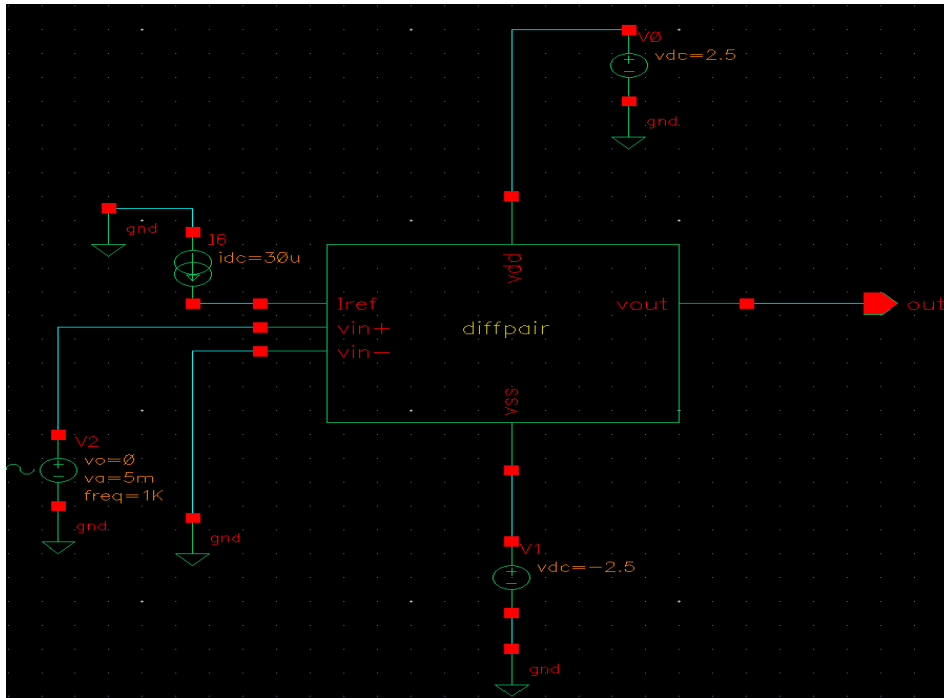 V0
vdc=2.5
gnd
gnd
I6
idc=30u
vdd
Iref
vout
out
vin+
diffpair
vin-
vss
V2
vo=0
va=5m
freq=1K
gnd
gnd
V1
vdc=-2.5
gnd